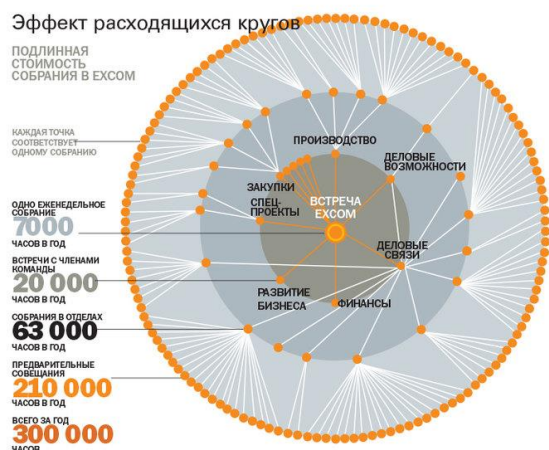 Эффект расходящихся кругов
ПОДЛИННАЯ
СТОИМОСТЬ
СОБРАНИЯ В EXCOM
КАЖДАЯ ТОЧКА
СООТВЕТСТВУЕТ
ОДНОМУ СОБРАНИЮ
ПРОИЗВОДСТВО
ДЕЛОВЫЕ
ВОЗМОЖНОСТИ
ЗАКУПКИ
СПЕЦ-
ПРОЕКТЫ
ВСТРЕЧА
EXCOM
ДЕЛОВЫЕ
СВЯЗИ
РАЗВИТИЕ
БИЗНЕСА
ФИНАНСЫ
ОДНО ЕЖЕНЕДЕЛЬНОЕ
СОБРАНИЕ
7000
ЧАСОВ В ГОД
ВСТРЕЧИ С ЧЛЕНАМИ
КОМАНДЫ
20 000
ЧАСОВ В ГОД
СОБРАНИЯ В ОТДЕЛАХ
63 000
ЧАСОВ В ГОД
ПРЕДВАРИТЕЛЬНЫЕ
СОВЕЩАНИЯ
210 000
ЧАСОВ В ГОД
ВСЕГО ЗА ГОД
300 000
ЧАСОВ